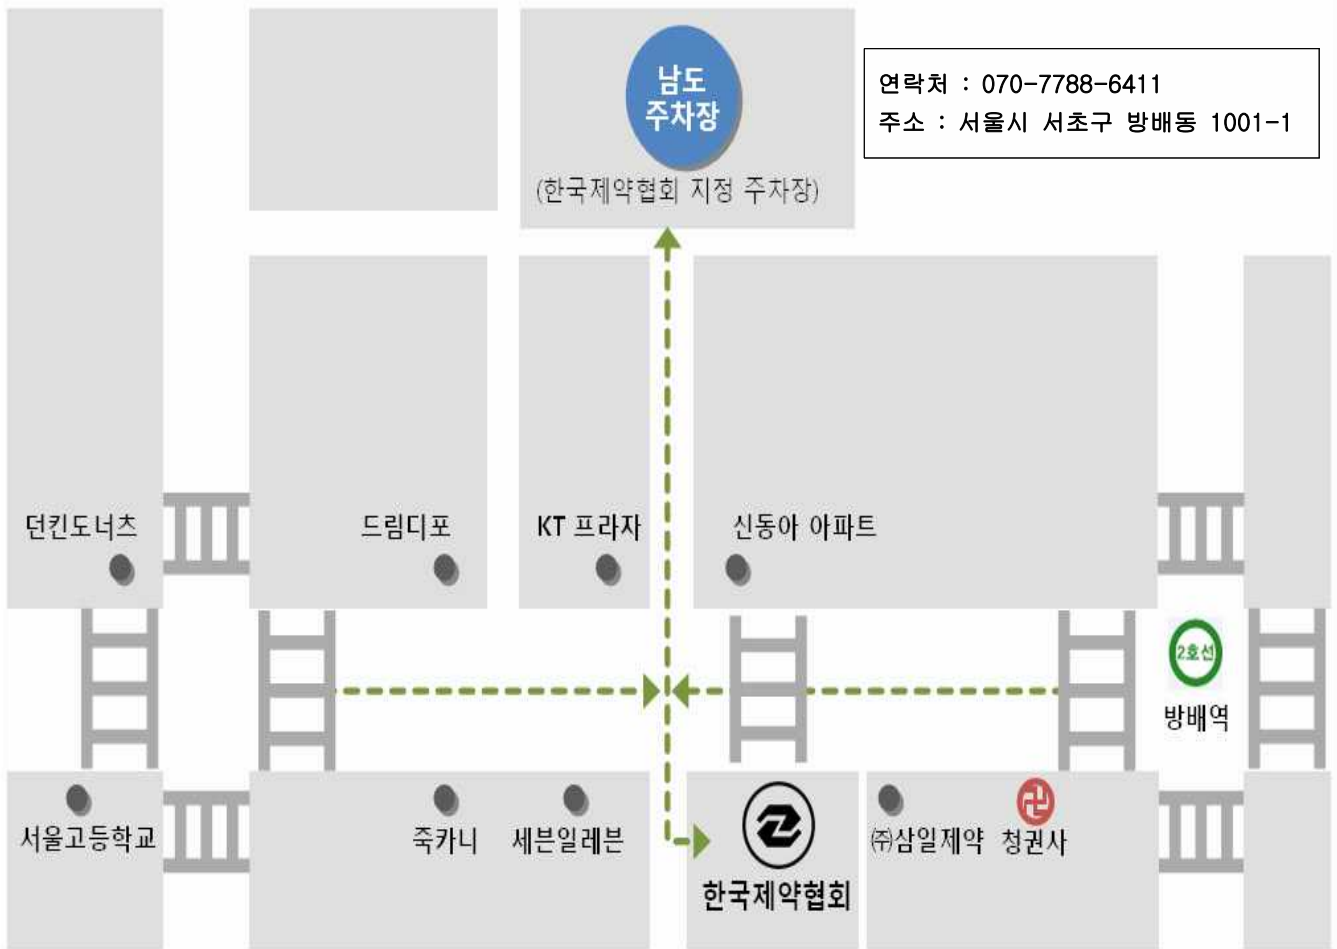 남도
주차장
(한국제약협회 지정 주차장)
연락처 : 070-7788-6411
주소 : 서울시 서초구 방배동 1001-1
던킨도너츠
드림디포
KT 프라자
신동아 아파트
2호선
방배역
서울고등학교
죽카니
세븐일레븐
한국제약협회
㈜삼일제약
청권사